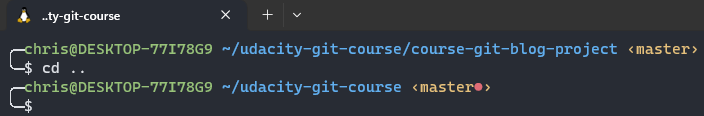 ..ty-git-course
chris@DESKTOP-77I78G9 ~/udacity-git-course/course-git-blog-project ‹master›
$ cd ..
chris@DESKTOP-77I78G9 ~/udacity-git-course ‹master●›
$